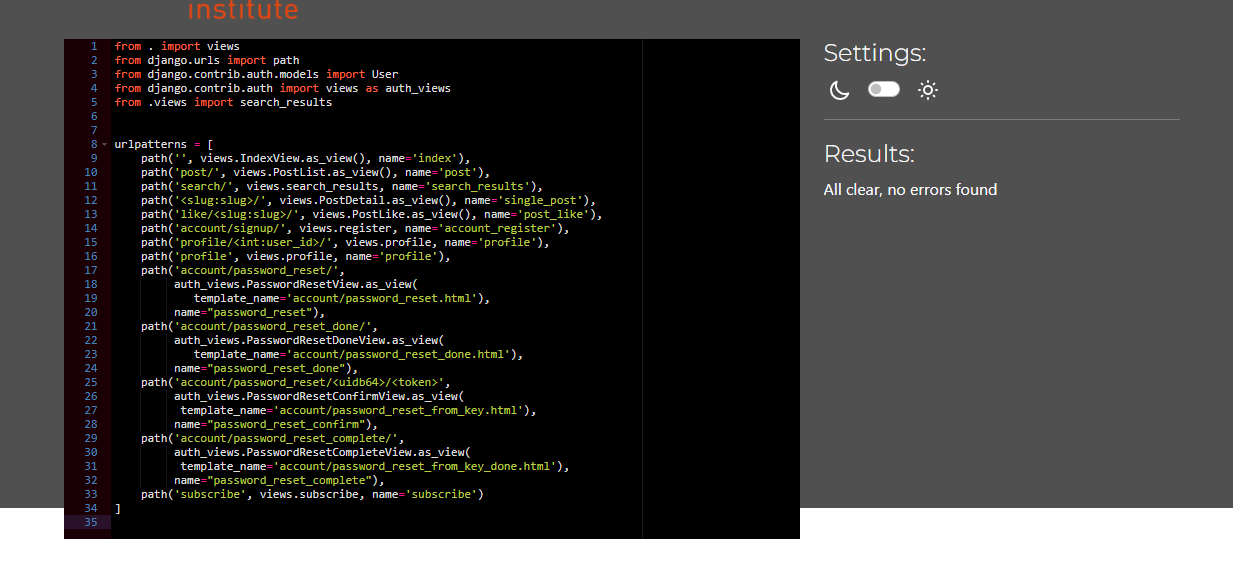 institute
1 from . import views
2 from django.urls import path
3 from django.contrib.auth.models import User
4 from django.contrib.auth import views as auth_views
5 from .views import search_results
6
7
8 urlpatterns = [
9     path('', views.IndexView.as_view(), name='index'),
10     path('post/', views.PostList.as_view(), name='post'),
11     path('search/', views.search_results, name='search_results'),
12     path('<slug:slug>/', views.PostDetail.as_view(), name='single_post'),
13     path('like/<slug:slug>/', views.PostLike.as_view(), name='post_like'),
14     path('account/signup/', views.register, name='account_register'),
15     path('profile/<int:user_id>/', views.profile, name='profile'),
16     path('profile', views.profile, name='profile'),
17     path('account/password_reset/',
18          auth_views.PasswordResetView.as_view(
19             template_name='account/password_reset.html'),
20          name="password_reset"),
21     path('account/password_reset_done/',
22          auth_views.PasswordResetDoneView.as_view(
23             template_name='account/password_reset_done.html'),
24          name="password_reset_done"),
25     path('account/password_reset/<uidb64>/<token>',
26          auth_views.PasswordResetConfirmView.as_view(
27           template_name='account/password_reset_from_key.html'),
28          name="password_reset_confirm"),
29     path('account/password_reset_complete/',
30          auth_views.PasswordResetCompleteView.as_view(
31           template_name='account/password_reset_from_key_done.html'),
32          name="password_reset_complete"),
33     path('subscribe', views.subscribe, name='subscribe')
34 ]
35
Settings:
Results:
All clear, no errors found